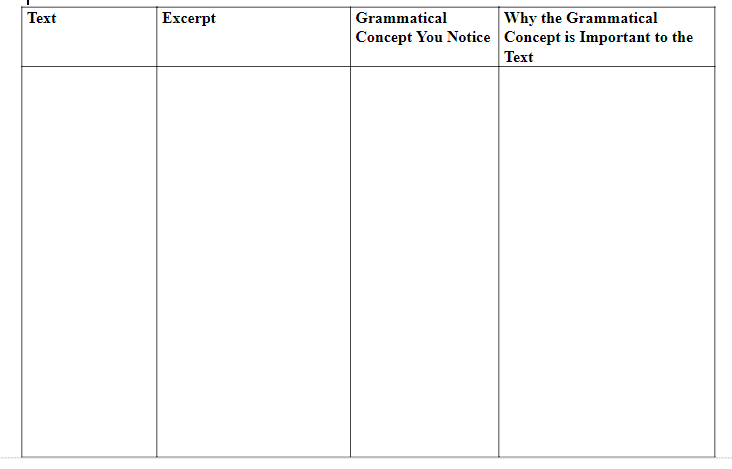 Text
Excerpt
Grammatical
Concept You Notice
Why the Grammatical
Concept is Important to the
Text